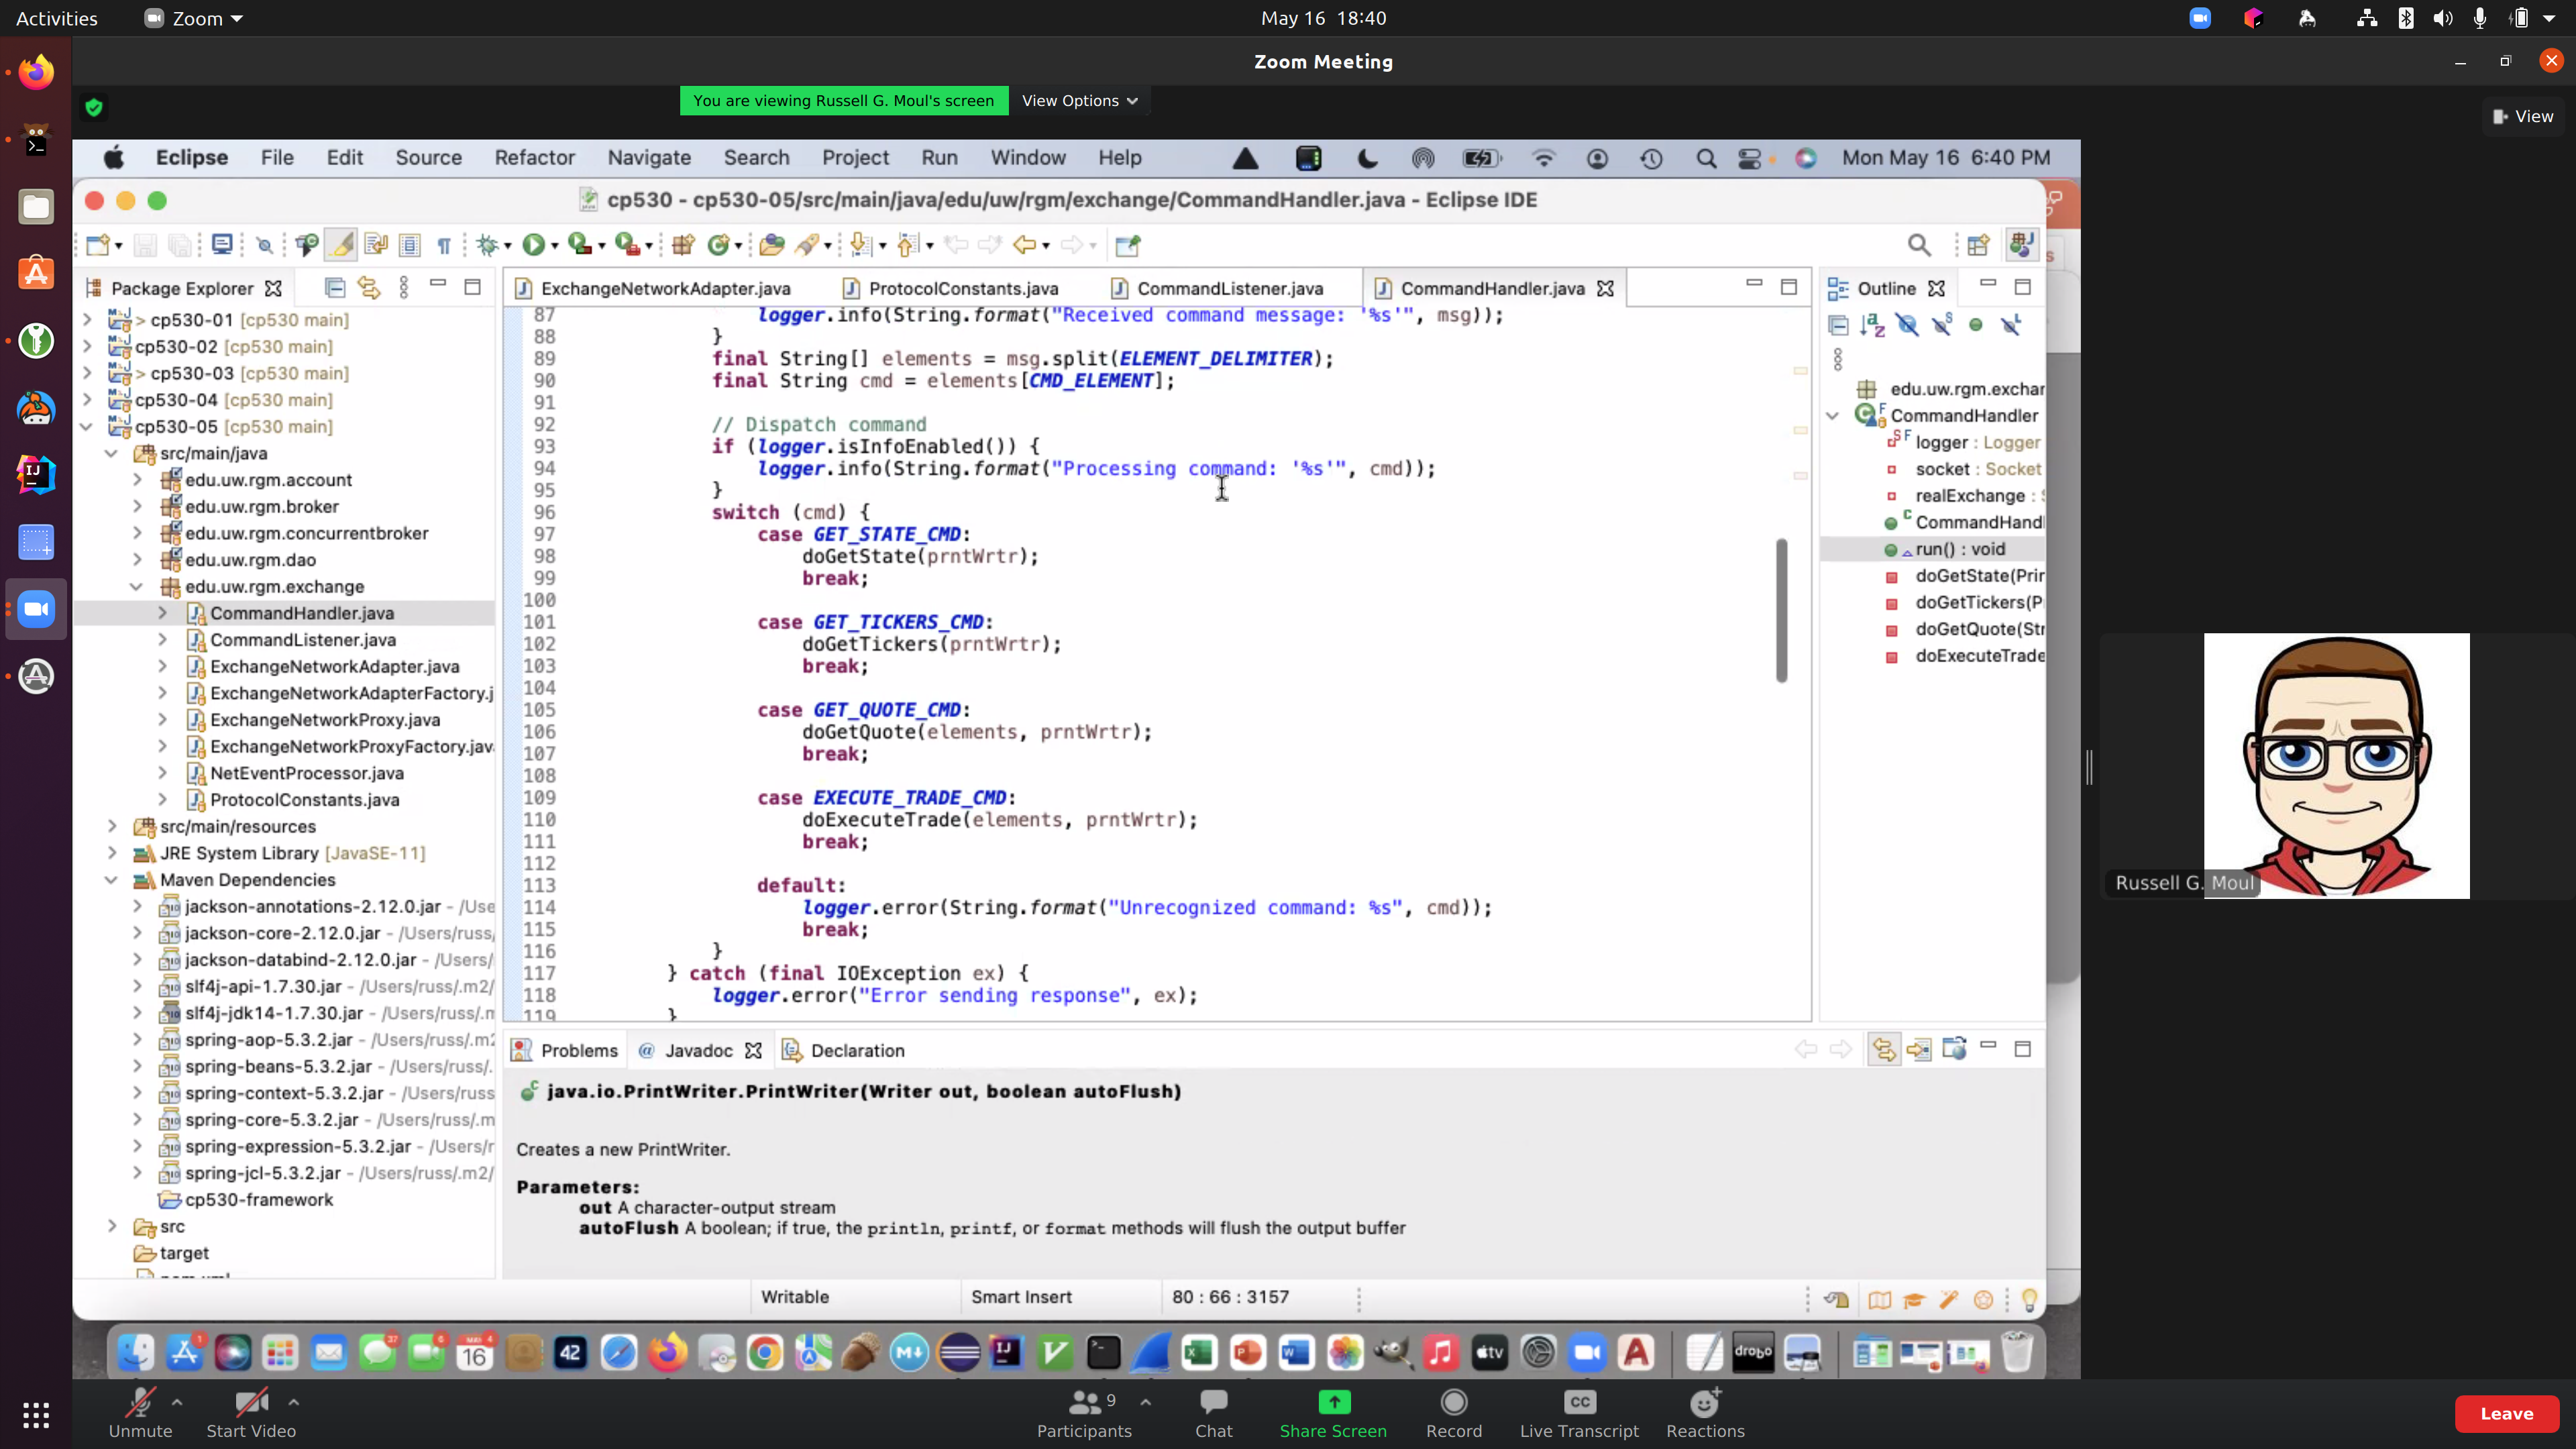 Activities
Zoom
May 16 18:40
Zoom Meeting
You are viewing Russell G. Moul's screen
View Options
View
Eclipse File Edit Source Refactor Navigate Search Project Run Window Help
Mon May 16 6:40 PM
cp530 - cp530-05/src/main/java/edu/uw/rgm/exchange/CommandHandler.java - Eclipse IDE
Package Explorer
> cp530-01 [cp530 main]
cp530-02 [cp530 main]
> cp530-03 [cp530 main]
cp530-04 [cp530 main]
cp530-05 [cp530 main]
src/main/java
edu.uw.rgm.account
edu.uw.rgm.broker
edu.uw.rgm.concurrentbroker
edu.uw.rgm.dao
edu.uw.rgm.exchange
CommandHandler.java
CommandListener.java
ExchangeNetworkAdapter.java
ExchangeNetworkAdapterFactory.j
ExchangeNetworkProxy.java
ExchangeNetworkProxyFactory.jav
NetEventProcessor.java
ProtocolConstants.java
src/main/resources
JRE System Library [JavaSE-11]
Maven Dependencies
jackson-annotations-2.12.0.jar - /Use
jackson-core-2.12.0.jar - /Users/russ/
jackson-databind-2.12.0.jar - /Users/
slf4j-api-1.7.30.jar - /Users/russ/.m2/
slf4j-jdk14-1.7.30.jar - /Users/russ/.m
spring-aop-5.3.2.jar - /Users/russ/.m2
spring-beans-5.3.2.jar - /Users/russ/.
spring-context-5.3.2.jar - /Users/russ
spring-core-5.3.2.jar - /Users/russ/.m
spring-expression-5.3.2.jar - /Users/r
spring-jcl-5.3.2.jar - /Users/russ/.m2/
cp530-framework
src
target
ExchangeNetworkAdapter.java ProtocolConstants.java CommandListener.java CommandHandler.java
87 logger.info(String.format("Received command message: '%s'", msg));
88 }
89 final String[] elements = msg.split(ELEMENT_DELIMITER);
90 final String cmd = elements[CMD_ELEMENT];
91
92 // Dispatch command
93 if (logger.isInfoEnabled()) {
94 logger.info(String.format("Processing command: '%s'", cmd));
95 }
96 switch (cmd) {
97 case GET_STATE_CMD:
98 doGetState(prntWrtr);
99 break;
100
101 case GET_TICKERS_CMD:
102 doGetTickers(prntWrtr);
103 break;
104
105 case GET_QUOTE_CMD:
106 doGetQuote(elements, prntWrtr);
107 break;
108
109 case EXECUTE_TRADE_CMD:
110 doExecuteTrade(elements, prntWrtr);
111 break;
112
113 default:
114 logger.error(String.format("Unrecognized command: %s", cmd));
115 break;
116 }
117 } catch (final IOException ex) {
118 logger.error("Error sending response", ex);
119 }
Outline
edu.uw.rgm.exchan
CommandHandler
logger : Logger
socket : Socket
realExchange :
CommandHandl
run() : void
doGetState(Prin
doGetTickers(P
doGetQuote(Str
doExecuteTrade
Problems Javadoc Declaration
java.io.PrintWriter.PrintWriter(Writer out, boolean autoFlush)
Creates a new PrintWriter.
Parameters:
out A character-output stream
autoFlush A boolean; if true, the println, printf, or format methods will flush the output buffer
Writable Smart Insert 80 : 66 : 3157
Russell G. Moul
MAY
16
42
tv
drobo
Unmute
Start Video
9
Participants
Chat
Share Screen
Record
CC
Live Transcript
Reactions
Leave